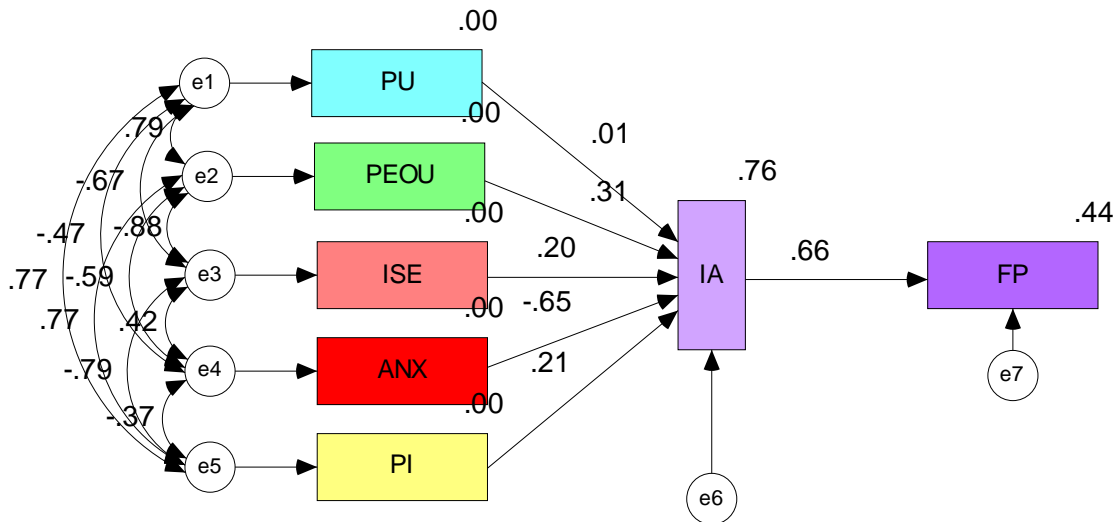 .00
e1
PU
.79
.00
.01
e2
PEOU
.76
-.67
.31
.00
-.88
.44
-.47
.20
.66
.77
-.59
e3
ISE
IA
FP
-.65
.00
.77
.42
.21
-.79
e4
ANX
e7
.00
-.37
e5
PI
e6